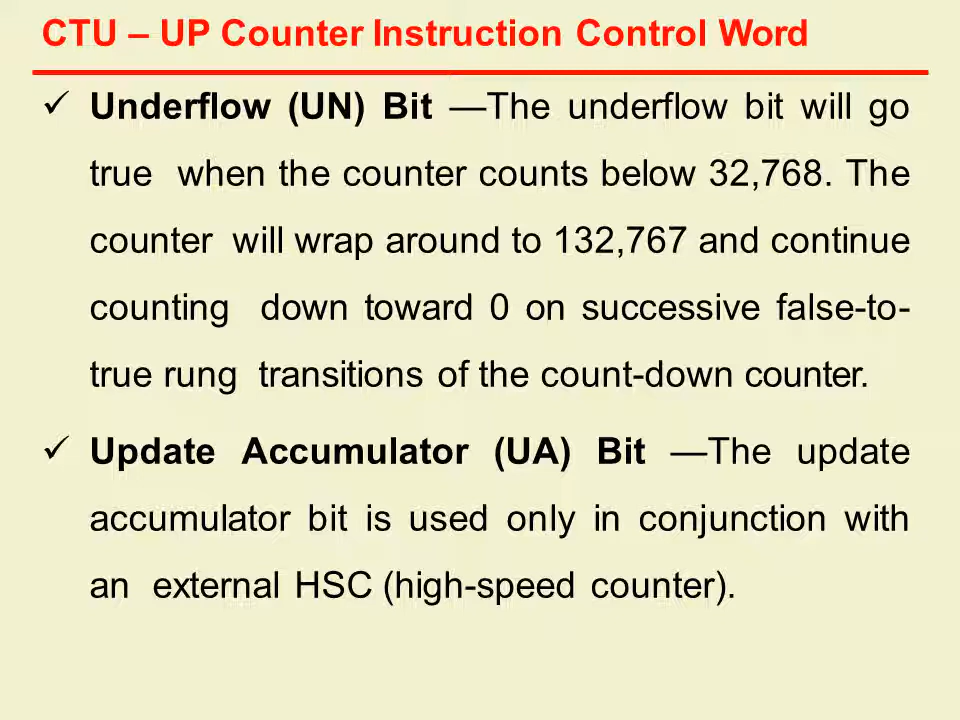 CTU – UP Counter Instruction Control Word
✓ Underflow (UN) Bit —The underflow bit will go
true when the counter counts below 32,768. The
counter will wrap around to 132,767 and continue
counting down toward 0 on successive false-to-
true rung transitions of the count-down counter.
✓ Update Accumulator (UA) Bit —The update
accumulator bit is used only in conjunction with
an external HSC (high-speed counter).